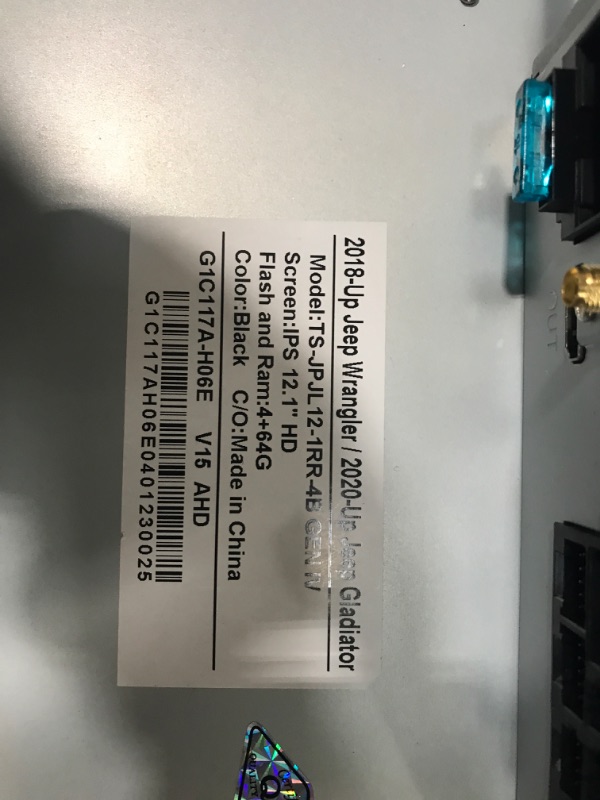 2018-Up Jeep Wrangler / 2020-Up Jeep Gladiator
Model:TS-JPJL12-1RR-4B GEN IV
Screen:IPS 12.1" HD
Flash and Ram:4+64G
Color:Black C/O:Made in China
G1C117A-H06E V15 AHD
G1C117AH06E0401230025
OUT
QUALITY